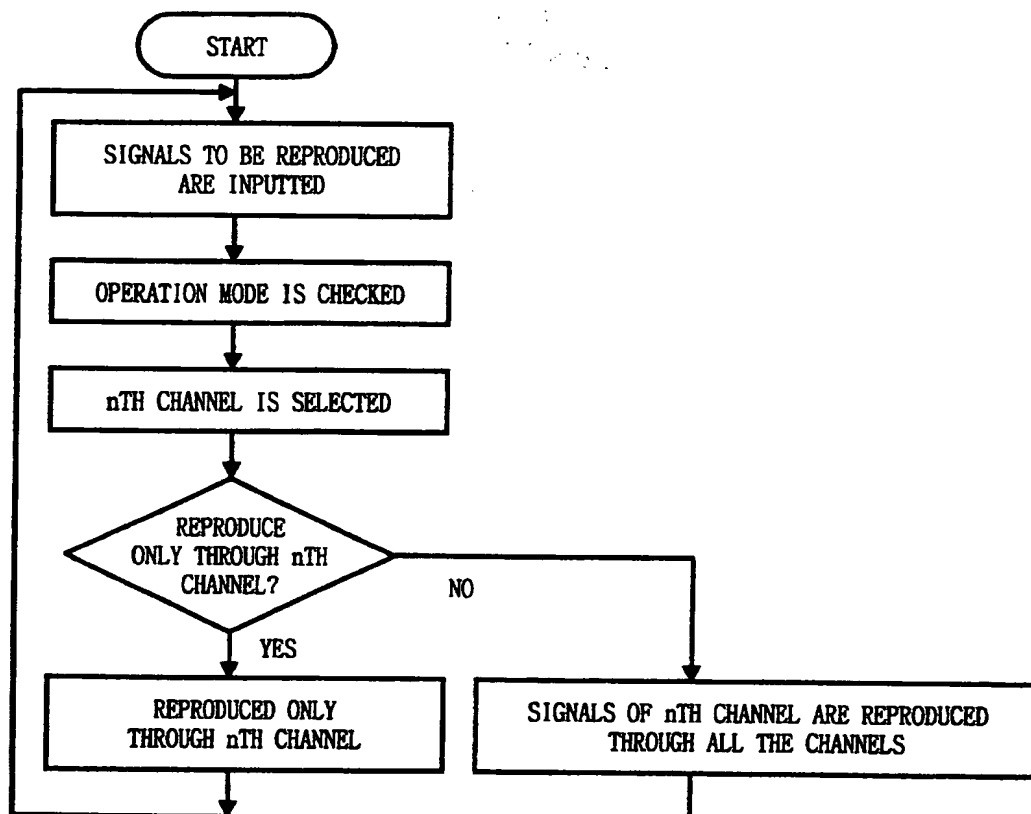 START
SIGNALS TO BE REPRODUCED
ARE INPUTTED
OPERATION MODE IS CHECKED
nTH CHANNEL IS SELECTED
REPRODUCE
ONLY THROUGH nTH
CHANNEL?
NO
YES
REPRODUCED ONLY
THROUGH nTH CHANNEL
SIGNALS OF nTH CHANNEL ARE REPRODUCED
THROUGH ALL THE CHANNELS